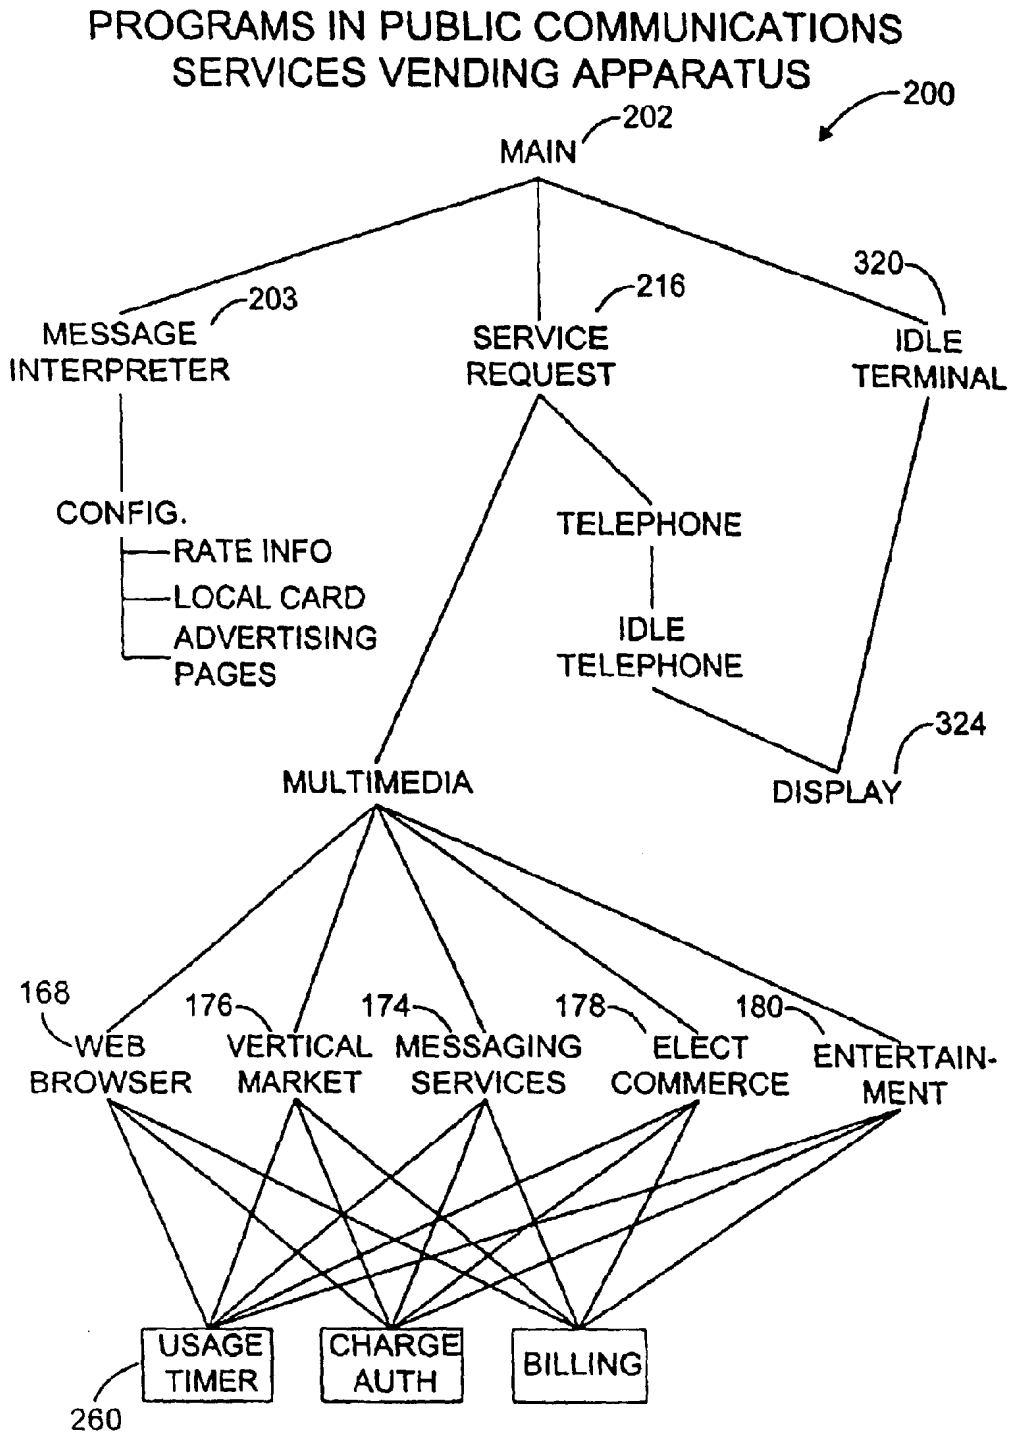 PROGRAMS IN PUBLIC COMMUNICATIONS
SERVICES VENDING APPARATUS
200
202
MAIN
320
203
216
MESSAGE
INTERPRETER
SERVICE
REQUEST
IDLE
TERMINAL
CONFIG.
RATE INFO
LOCAL CARD
ADVERTISING
PAGES
TELEPHONE
IDLE
TELEPHONE
324
MULTIMEDIA
DISPLAY
168
176
174
178
180
WEB
BROWSER
VERTICAL
MARKET
MESSAGING
SERVICES
ELECT
COMMERCE
ENTERTAIN-
MENT
USAGE
TIMER
CHARGE
AUTH
BILLING
260